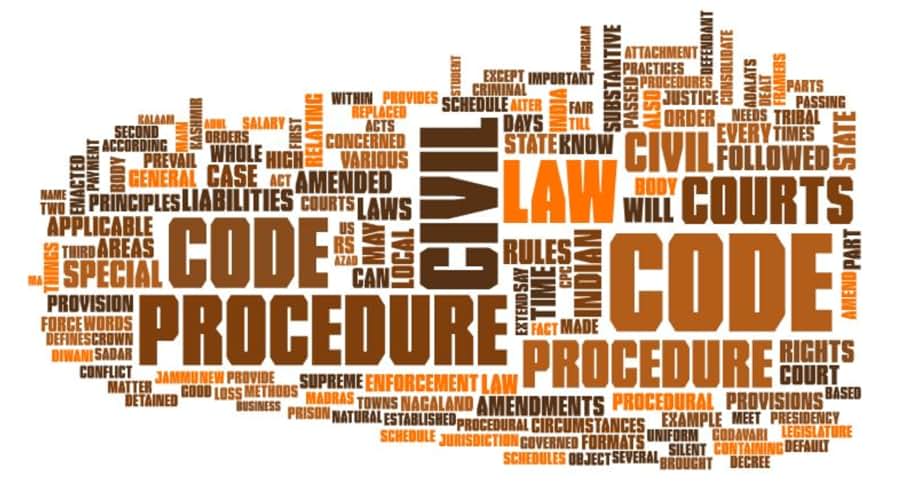 DEFENDANT
PROGRAM
SUBSTANTIVE
ATTACHMENT
CONSOLIDATE
STUDENT
EXCEPT
IMPORTANT
PRACTICES
ADALATS
DEALT
FRAMERS
CRIMINAL
PASSED
PROCEDURES
PARTS
WITHIN
PROVIDES
SCHEDULE
ALTER
INDIA
FAIR
ALSO
JUSTICE
PASSING
KASHMIR
RELATING
REPLACED
DAYS
TILL
ORDER
NEEDS
TRIBAL
STATE
KALAAM
SALARY
FIRST
ACTS
SECOND
MAIN
ABUL
ORDERS
CONCERNED
CIVIL
STATE
KNOW
CIVIL
EVERY
TIMES
ACCORDING
WHOLE
HIGH
VARIOUS
FOLLOWED
ENACTED
PAYMENT
BODY
PREVAIL
GENERAL
CASE
ACT
AMENDED
LAW
BODY
COURTS
NAME
TWO
PRINCIPLES
LIABILITIES
COURTS
LAWS
WILL
APPLICABLE
CODE
US
RS
AZAD
MAY
LOCAL
RULES
CPC
INDIAN
CODE
PART
THINGS
THIRD
AREAS
SPECIAL
CAN
EXTEND
SAY
TIME
AMEND
PROVISION
PROCEDURE
FORCE
WORDS
FACT
MADE
DEFINES
CROWN
DIWANI
SADAR
PROCEDURE
RIGHTS
CONFLICT
JAMMU
NEW
PROVIDE
SUPREME
ENFORCEMENT
LAW
COURT
MATTER
GOOD
LOSS
METHODS
MADRAS
TOWNS
NAGALAND
AMENDMENTS
PROCEDURAL
PROVISIONS
BASED
DETAINED
BUSINESS
PRISON
NATURAL
ESTABLISHED
PROCEDURAL
CIRCUMSTANCES
EXAMPLE
MEET
PRESIDENCY
SCHEDULE
JURISDICTION
GOVERNED
FORMATS
UNIFORM
GODAVARI
LEGISLATURE
SILENT
CONTAINING
DEFAULT
SCHEDULES
OBJECT
SEVERAL
BROUGHT
DECREE